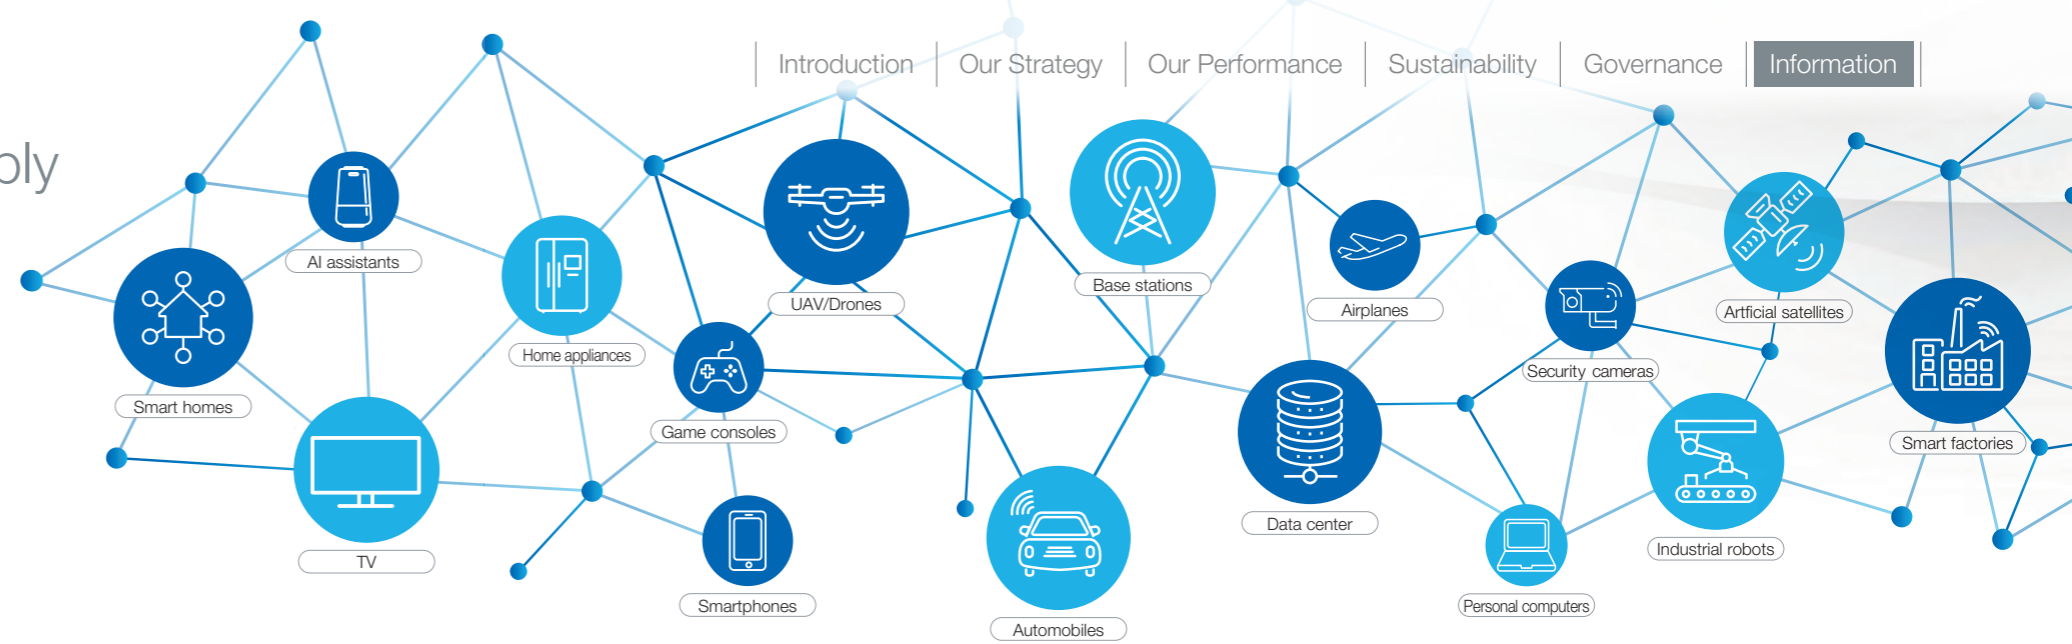 Introduction
Our Strategy
Our Performance
Sustainability
Governance
Information
AI assistants
UAV/Drones
Base stations
Airplanes
Artficial satellites
Home appliances
Security cameras
Smart homes
Game consoles
Smart factories
TV
Data center
Industrial robots
Smartphones
Automobiles
Personal computers